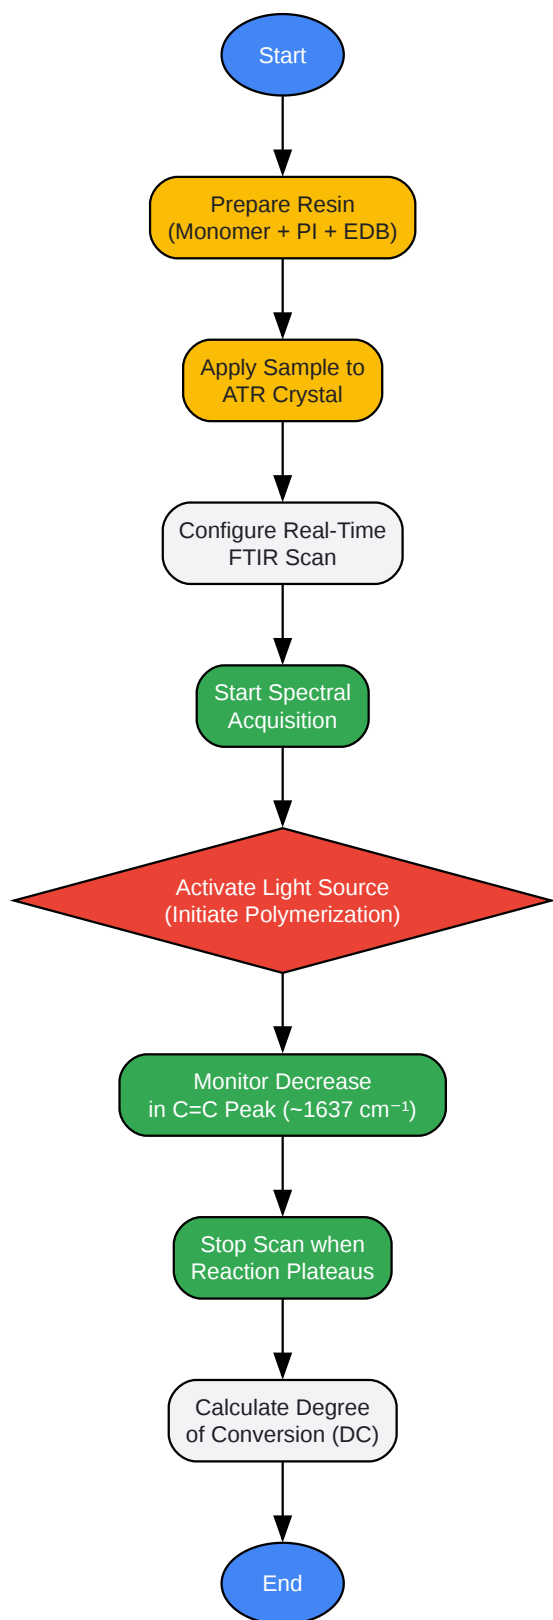 Start
Prepare Resin
(Monomer + PI + EDB)
Apply Sample to
ATR Crystal
Configure Real-Time
FTIR Scan
Start Spectral
Acquisition
Activate Light Source
(Initiate Polymerization)
Monitor Decrease
in C=C Peak (~1637 cm⁻¹)
Stop Scan when
Reaction Plateaus
Calculate Degree
of Conversion (DC)
End